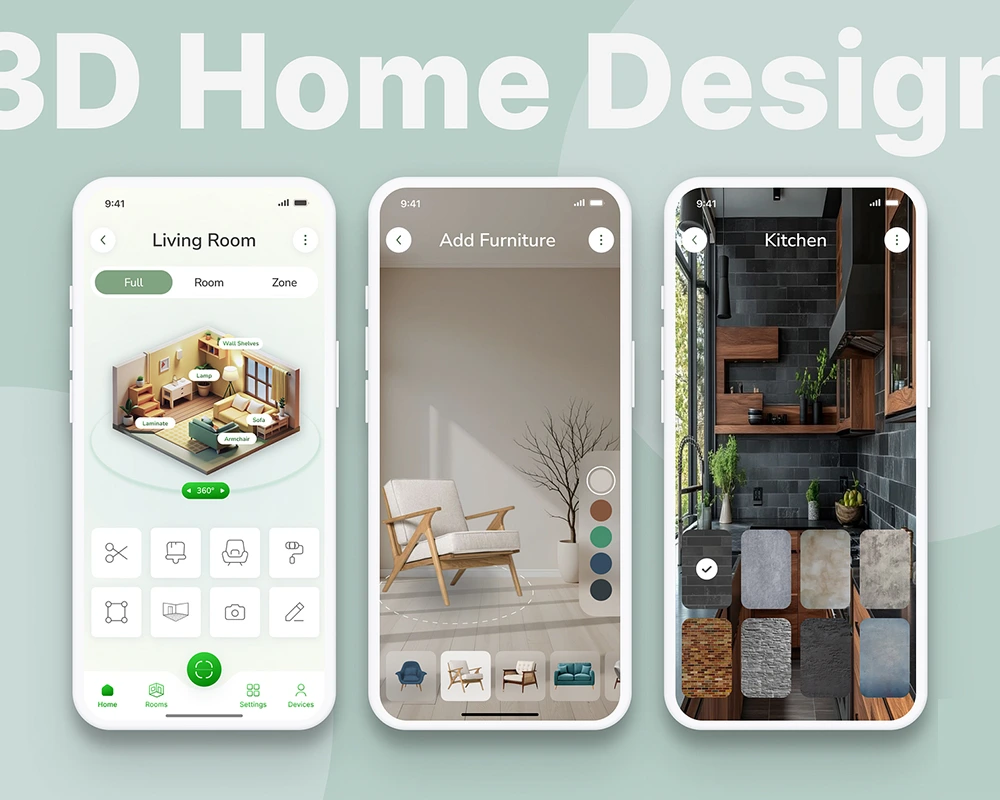 3D Home Design
9:41
Living Room
Full Room Zone
Wall Shelves
Lamp
Sofa
Laminate
Armchair
360°
Home Rooms Settings Devices
9:41
Add Furniture
9:41
Kitchen